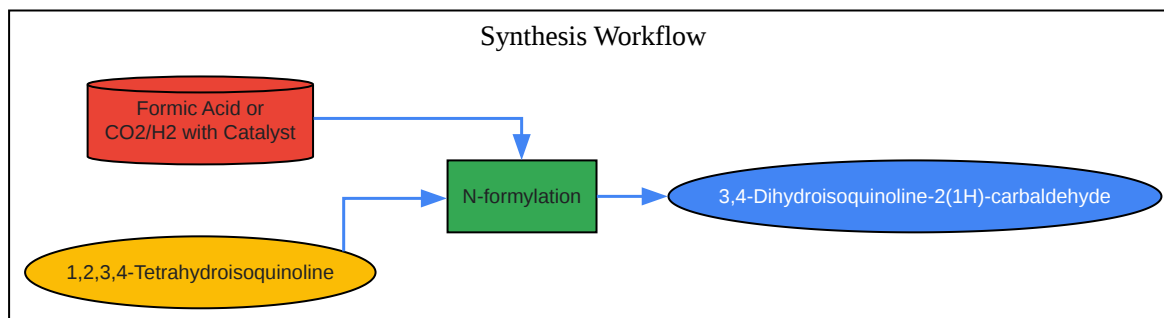 Synthesis Workflow
Formic Acid or
CO2/H2 with Catalyst
N-formylation
3,4-Dihydroisoquinoline-2(1H)-carbaldehyde
1,2,3,4-Tetrahydroisoquinoline